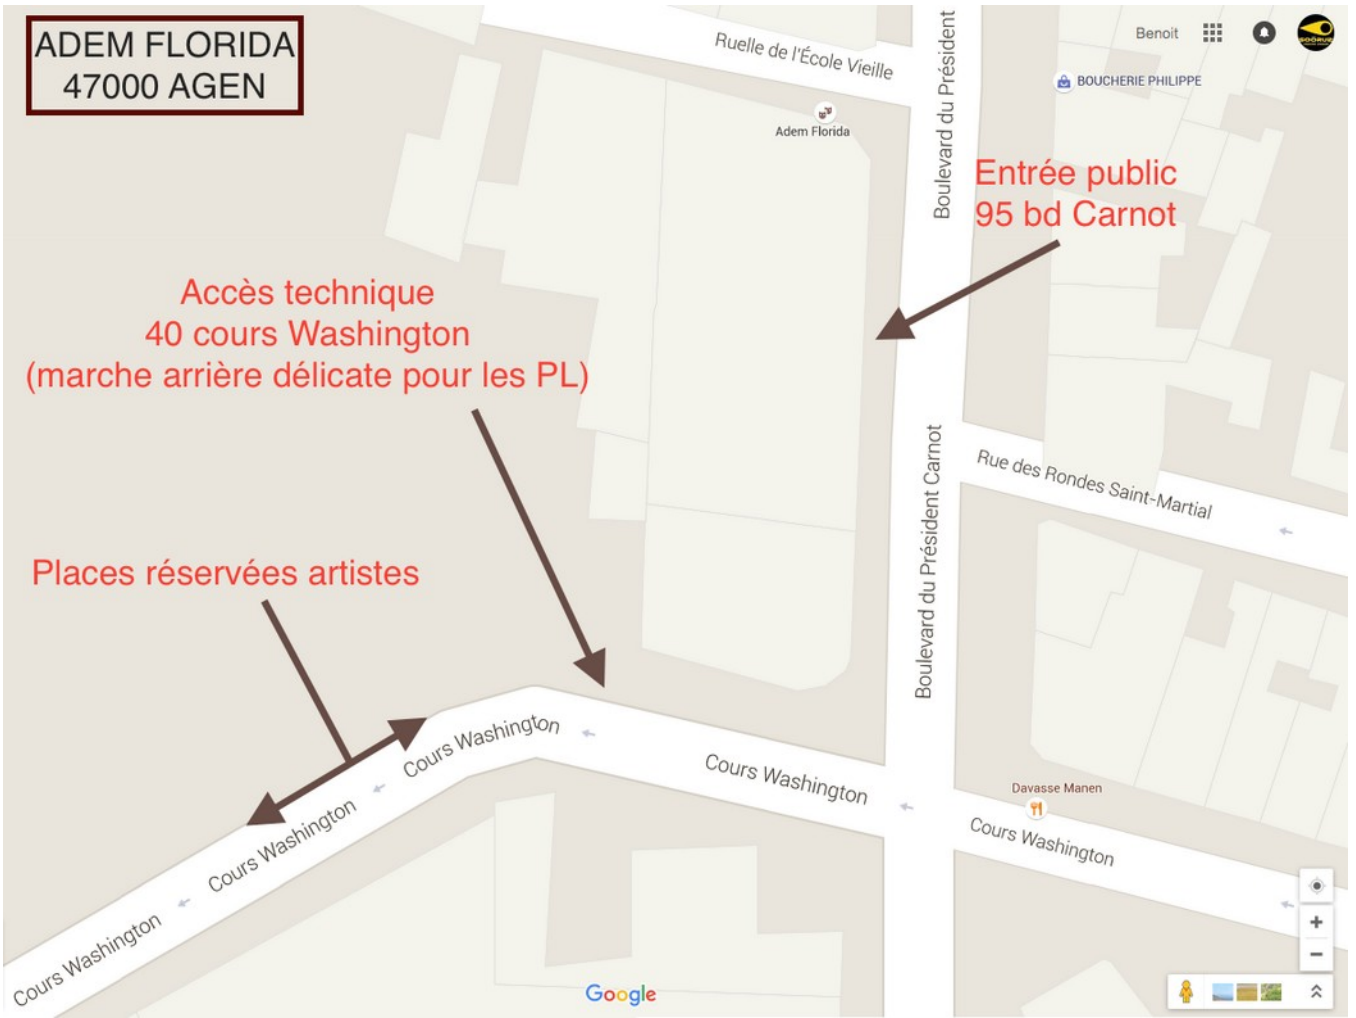 ADEM FLORIDA
47000 AGEN
Ruelle de l'École Vieille
Boulevard du Président
Benoit
BOUCHERIE PHILIPPE
Adem Florida
Entrée public
95 bd Carnot
Accès technique
40 cours Washington
(marche arrière délicate pour les PL)
Boulevard du Président Carnot
Rue des Rondes Saint-Martial
Places réservées artistes
Cours Washington
Cours Washington
Davasse Manen
Cours Washington
Cours Washington
Cours Washington
Google